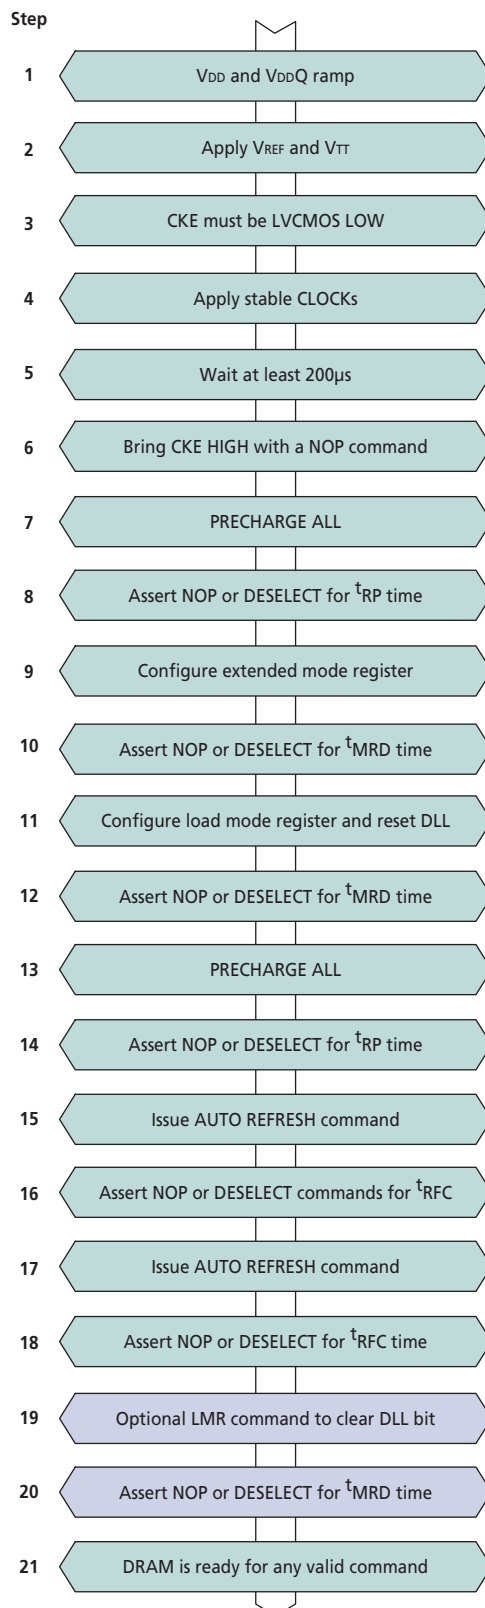 Step
1 VDD and VDDQ ramp
2 Apply VREF and VTT
3 CKE must be LVCMOS LOW
4 Apply stable CLOCKs
5 Wait at least 200µs
6 Bring CKE HIGH with a NOP command
7 PRECHARGE ALL
8 Assert NOP or DESELECT for tRP time
9 Configure extended mode register
10 Assert NOP or DESELECT for tMRD time
11 Configure load mode register and reset DLL
12 Assert NOP or DESELECT for tMRD time
13 PRECHARGE ALL
14 Assert NOP or DESELECT for tRP time
15 Issue AUTO REFRESH command
16 Assert NOP or DESELECT commands for tRFC
17 Issue AUTO REFRESH command
18 Assert NOP or DESELECT for tRFC time
19 Optional LMR command to clear DLL bit
20 Assert NOP or DESELECT for tMRD time
21 DRAM is ready for any valid command